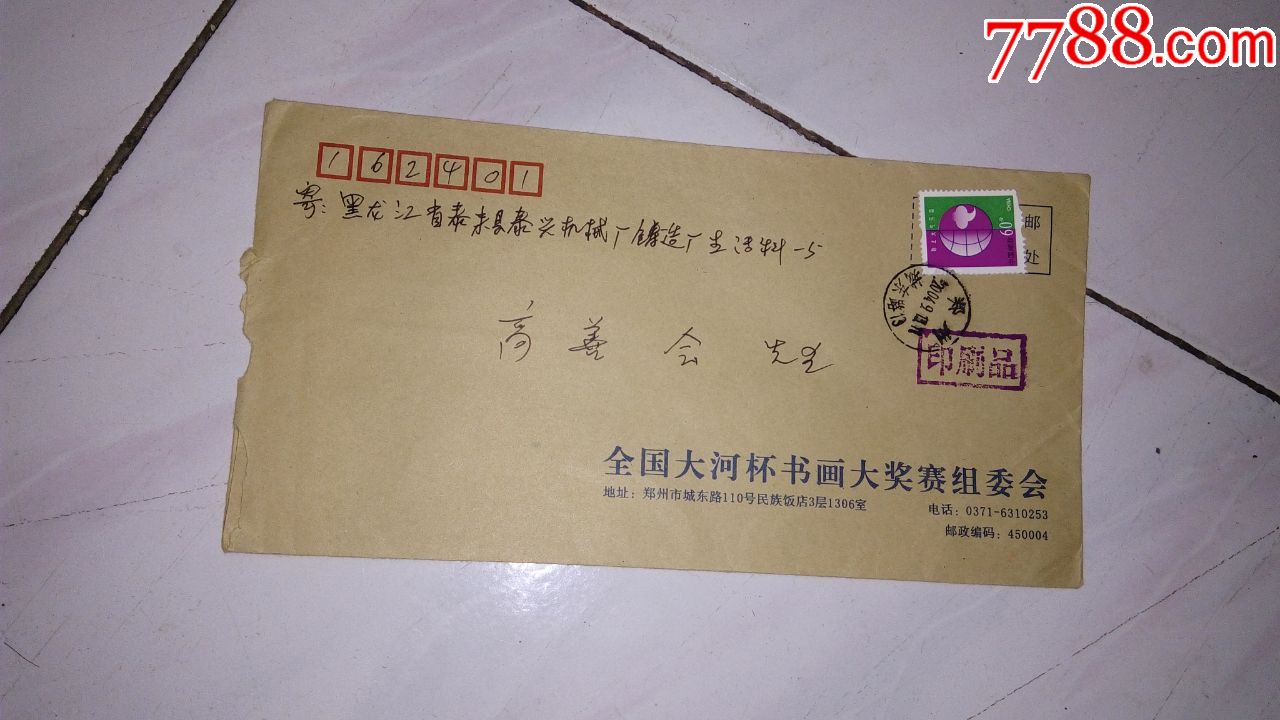 7788.com
162401
寄:黑龙江省泰来县泰兴机械厂铸造厂生活科-5
60分
邮
处
高善会 先生
印刷品
全国大河杯书画大奖赛组委会
地址:郑州市城东路110号民族饭店3层1306室
电话:0371-6310253
邮政编码:450004